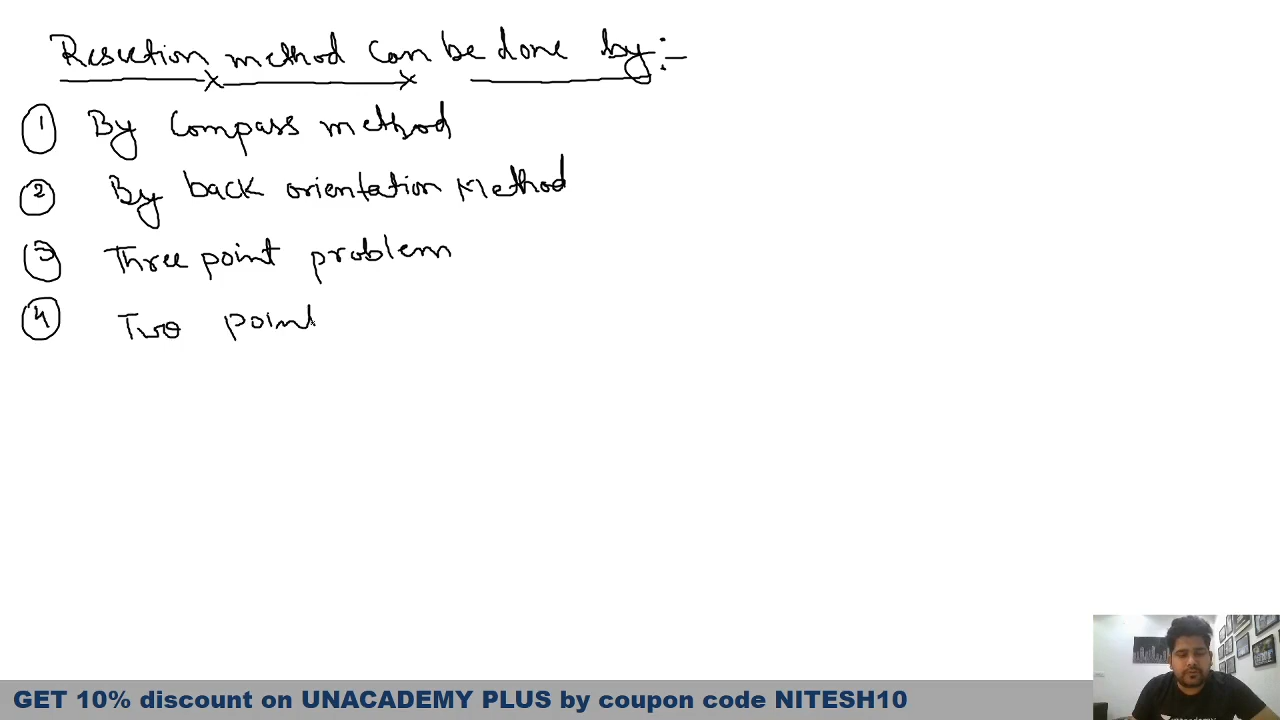 Resection method can be done by:-
1 By Compass method
2 By back orientation Method
3 Three point problem
4 Two point
GET 10% discount on UNACADEMY PLUS by coupon code NITESH10
unacademy